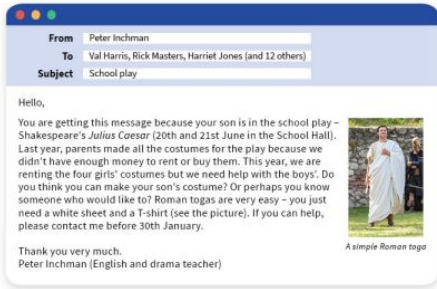 From Peter Inchman
To Val Harris, Rick Masters, Harriet Jones (and 12 others)
Subject School play
Hello,
You are getting this message because your son is in the school play –
Shakespeare's Julius Caesar (20th and 21st June in the School Hall).
Last year, parents made all the costumes for the play because we
didn't have enough money to rent or buy them. This year, we are
renting the four girls' costumes but we need help with the boys'. Do
you think you can make your son's costume? Or perhaps you know
someone who would like to? Roman togas are very easy – you just
need a white sheet and a T-shirt (see the picture). If you can help,
please contact me before 30th January.
Thank you very much.
Peter Inchman (English and drama teacher)
A simple Roman toga